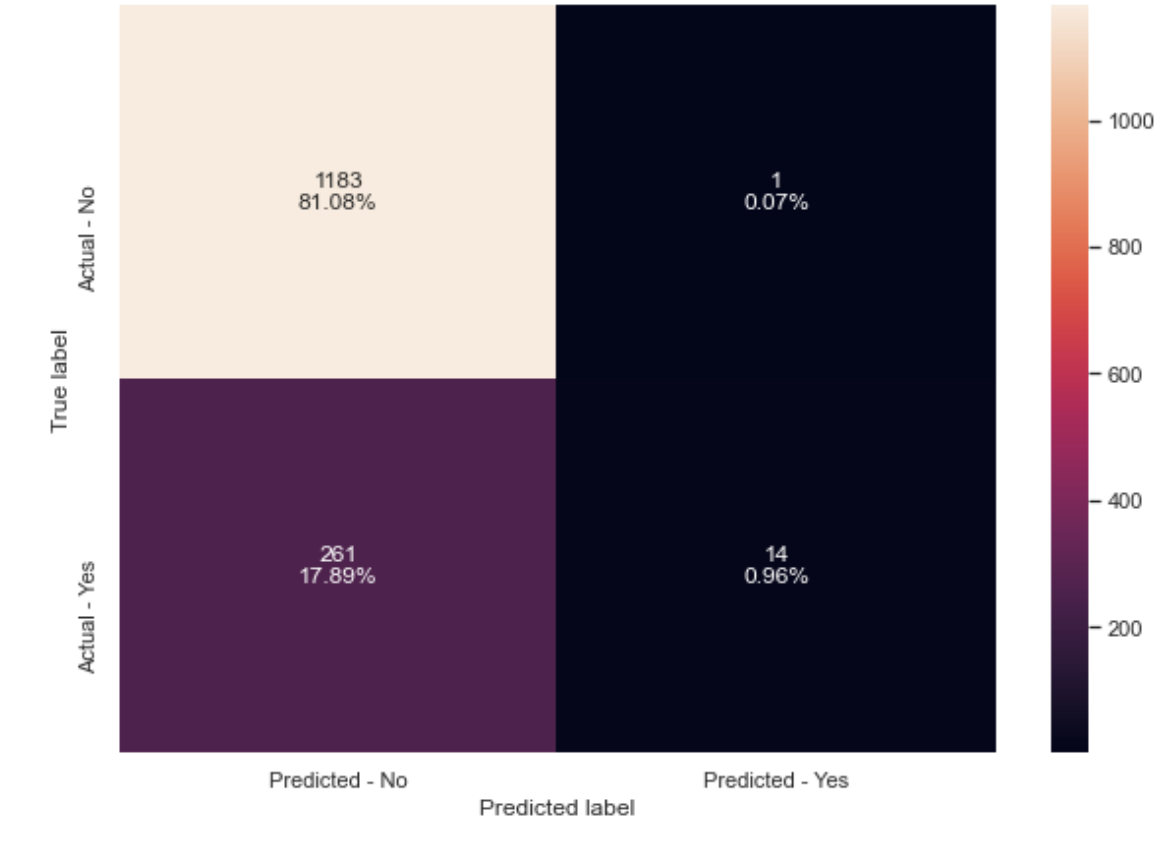 1183
81.08%
1
0.07%
261
17.89%
14
0.96%
Actual - No
Actual - Yes
True label
Predicted - No
Predicted - Yes
Predicted label
1000
800
600
400
200